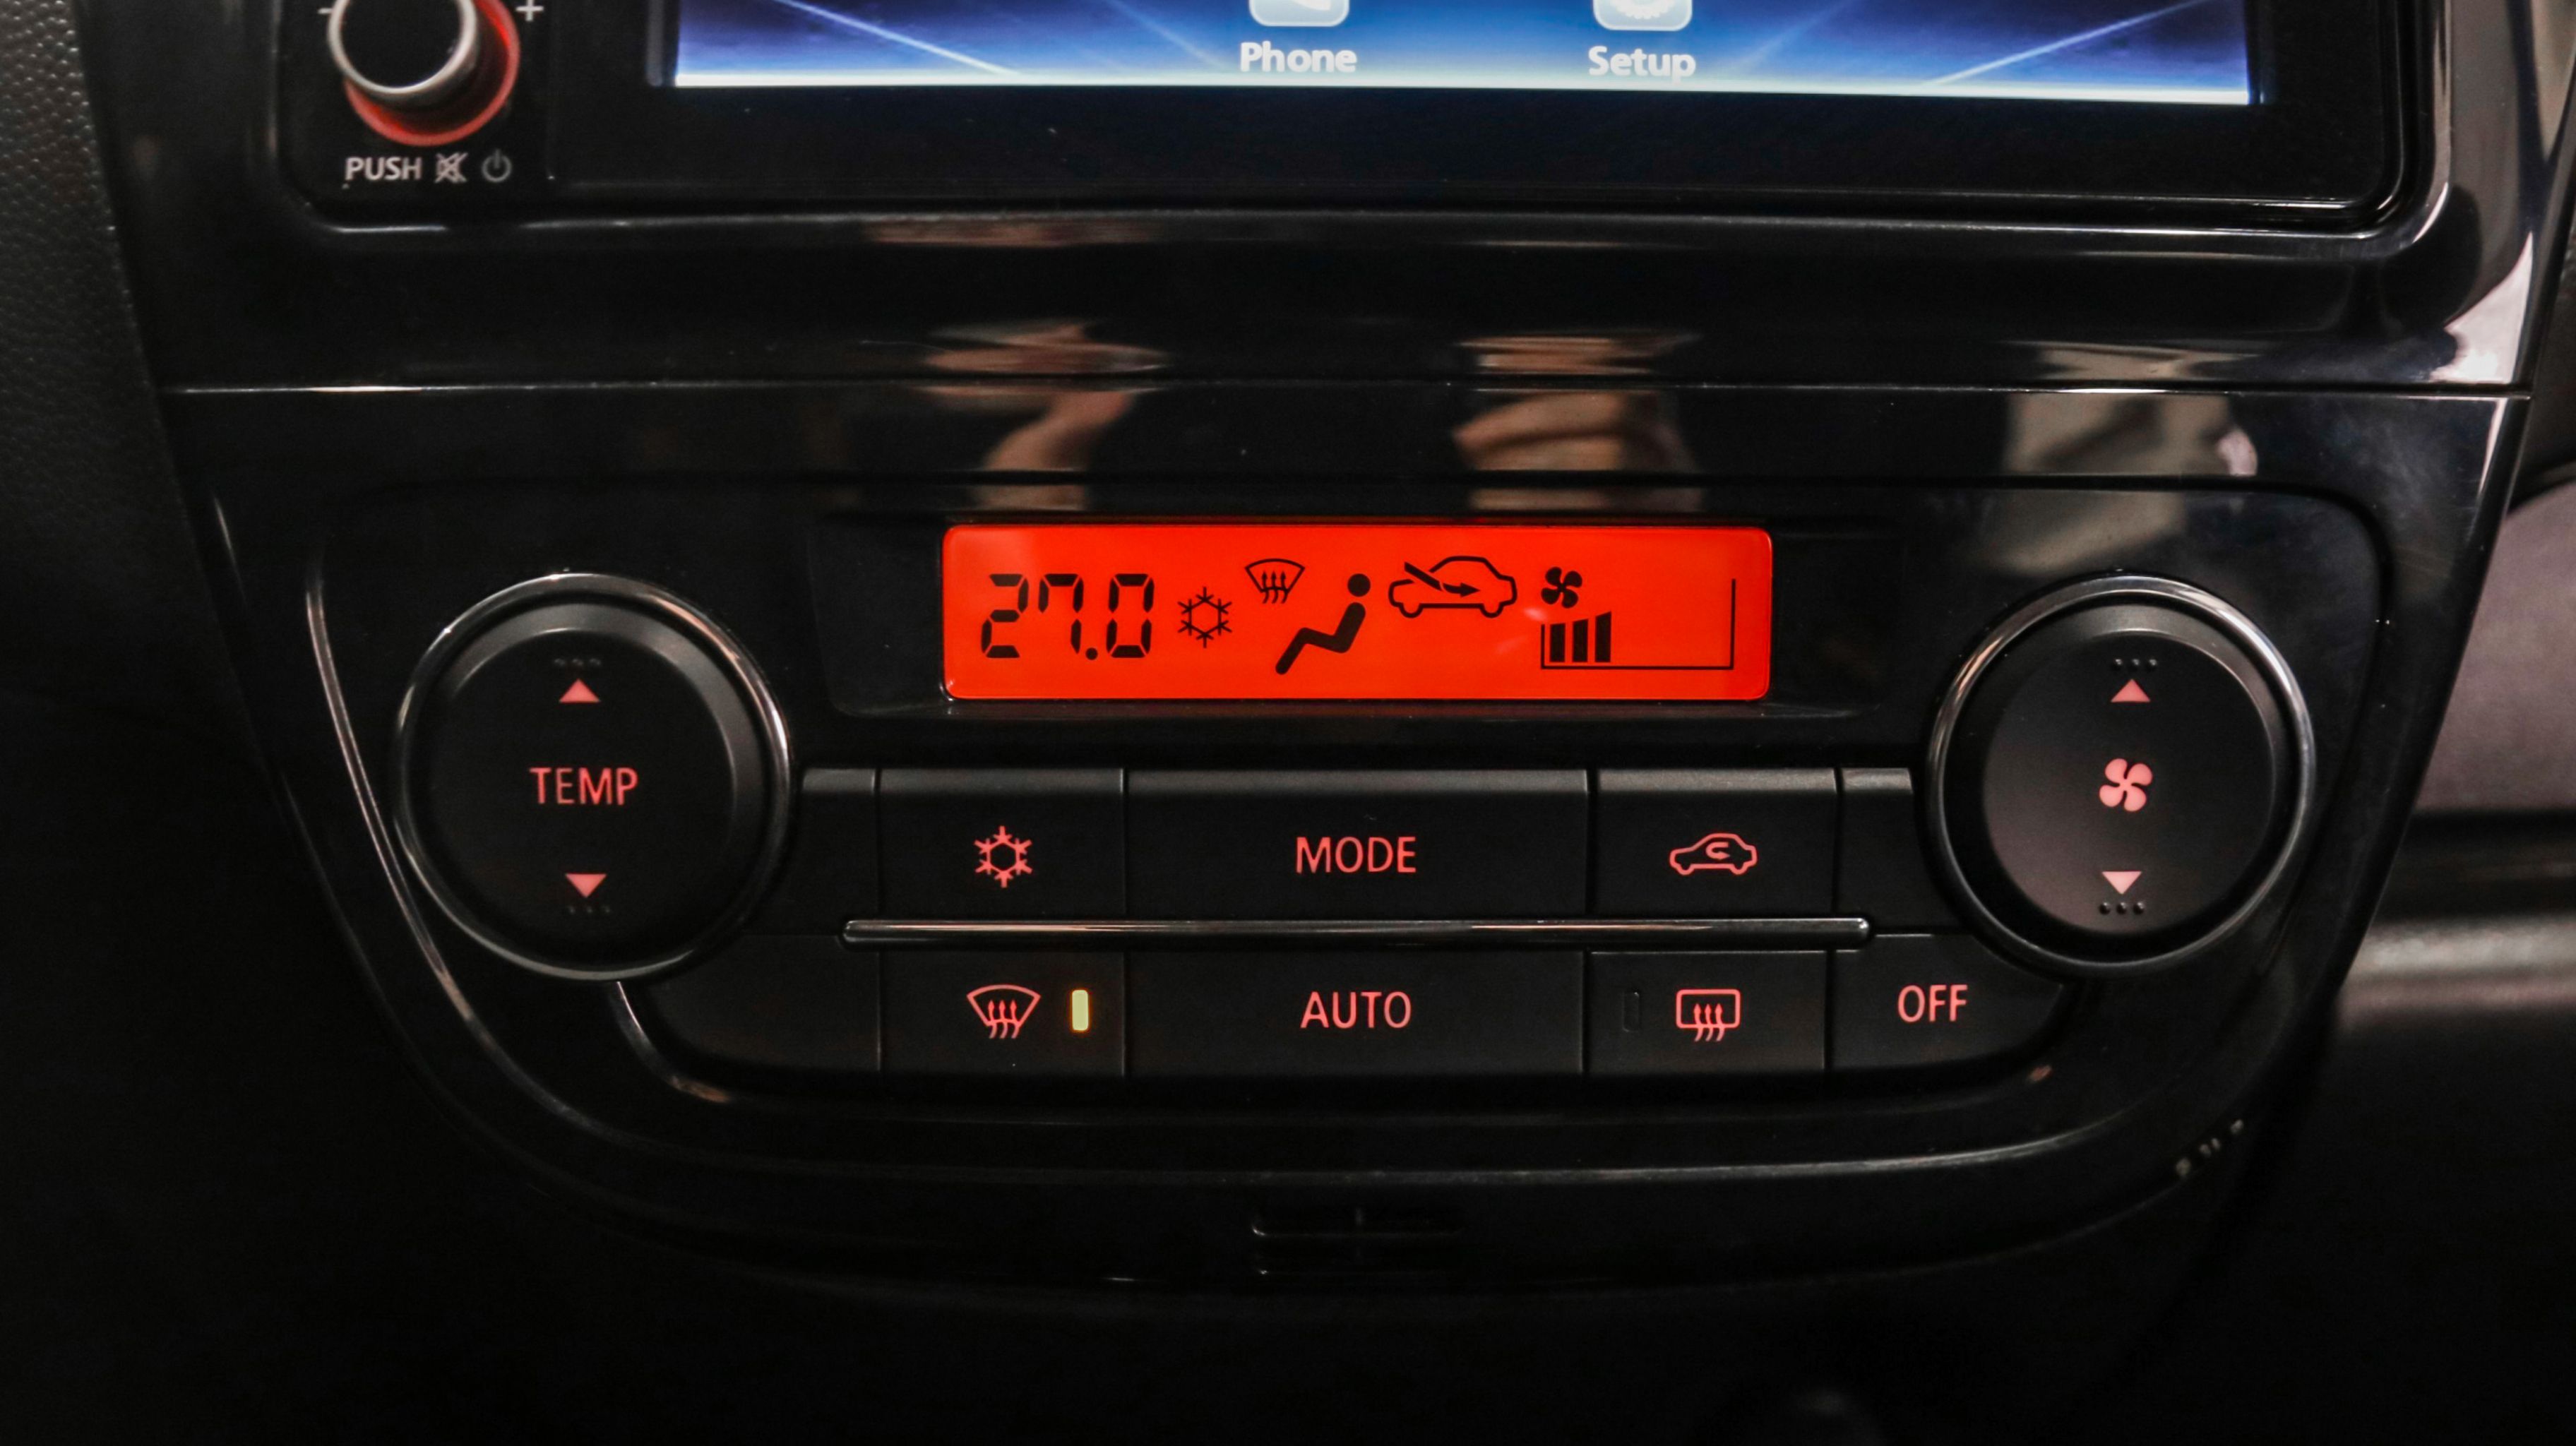 - +
Phone Setup
PUSH
27.0
TEMP
MODE
AUTO
OFF